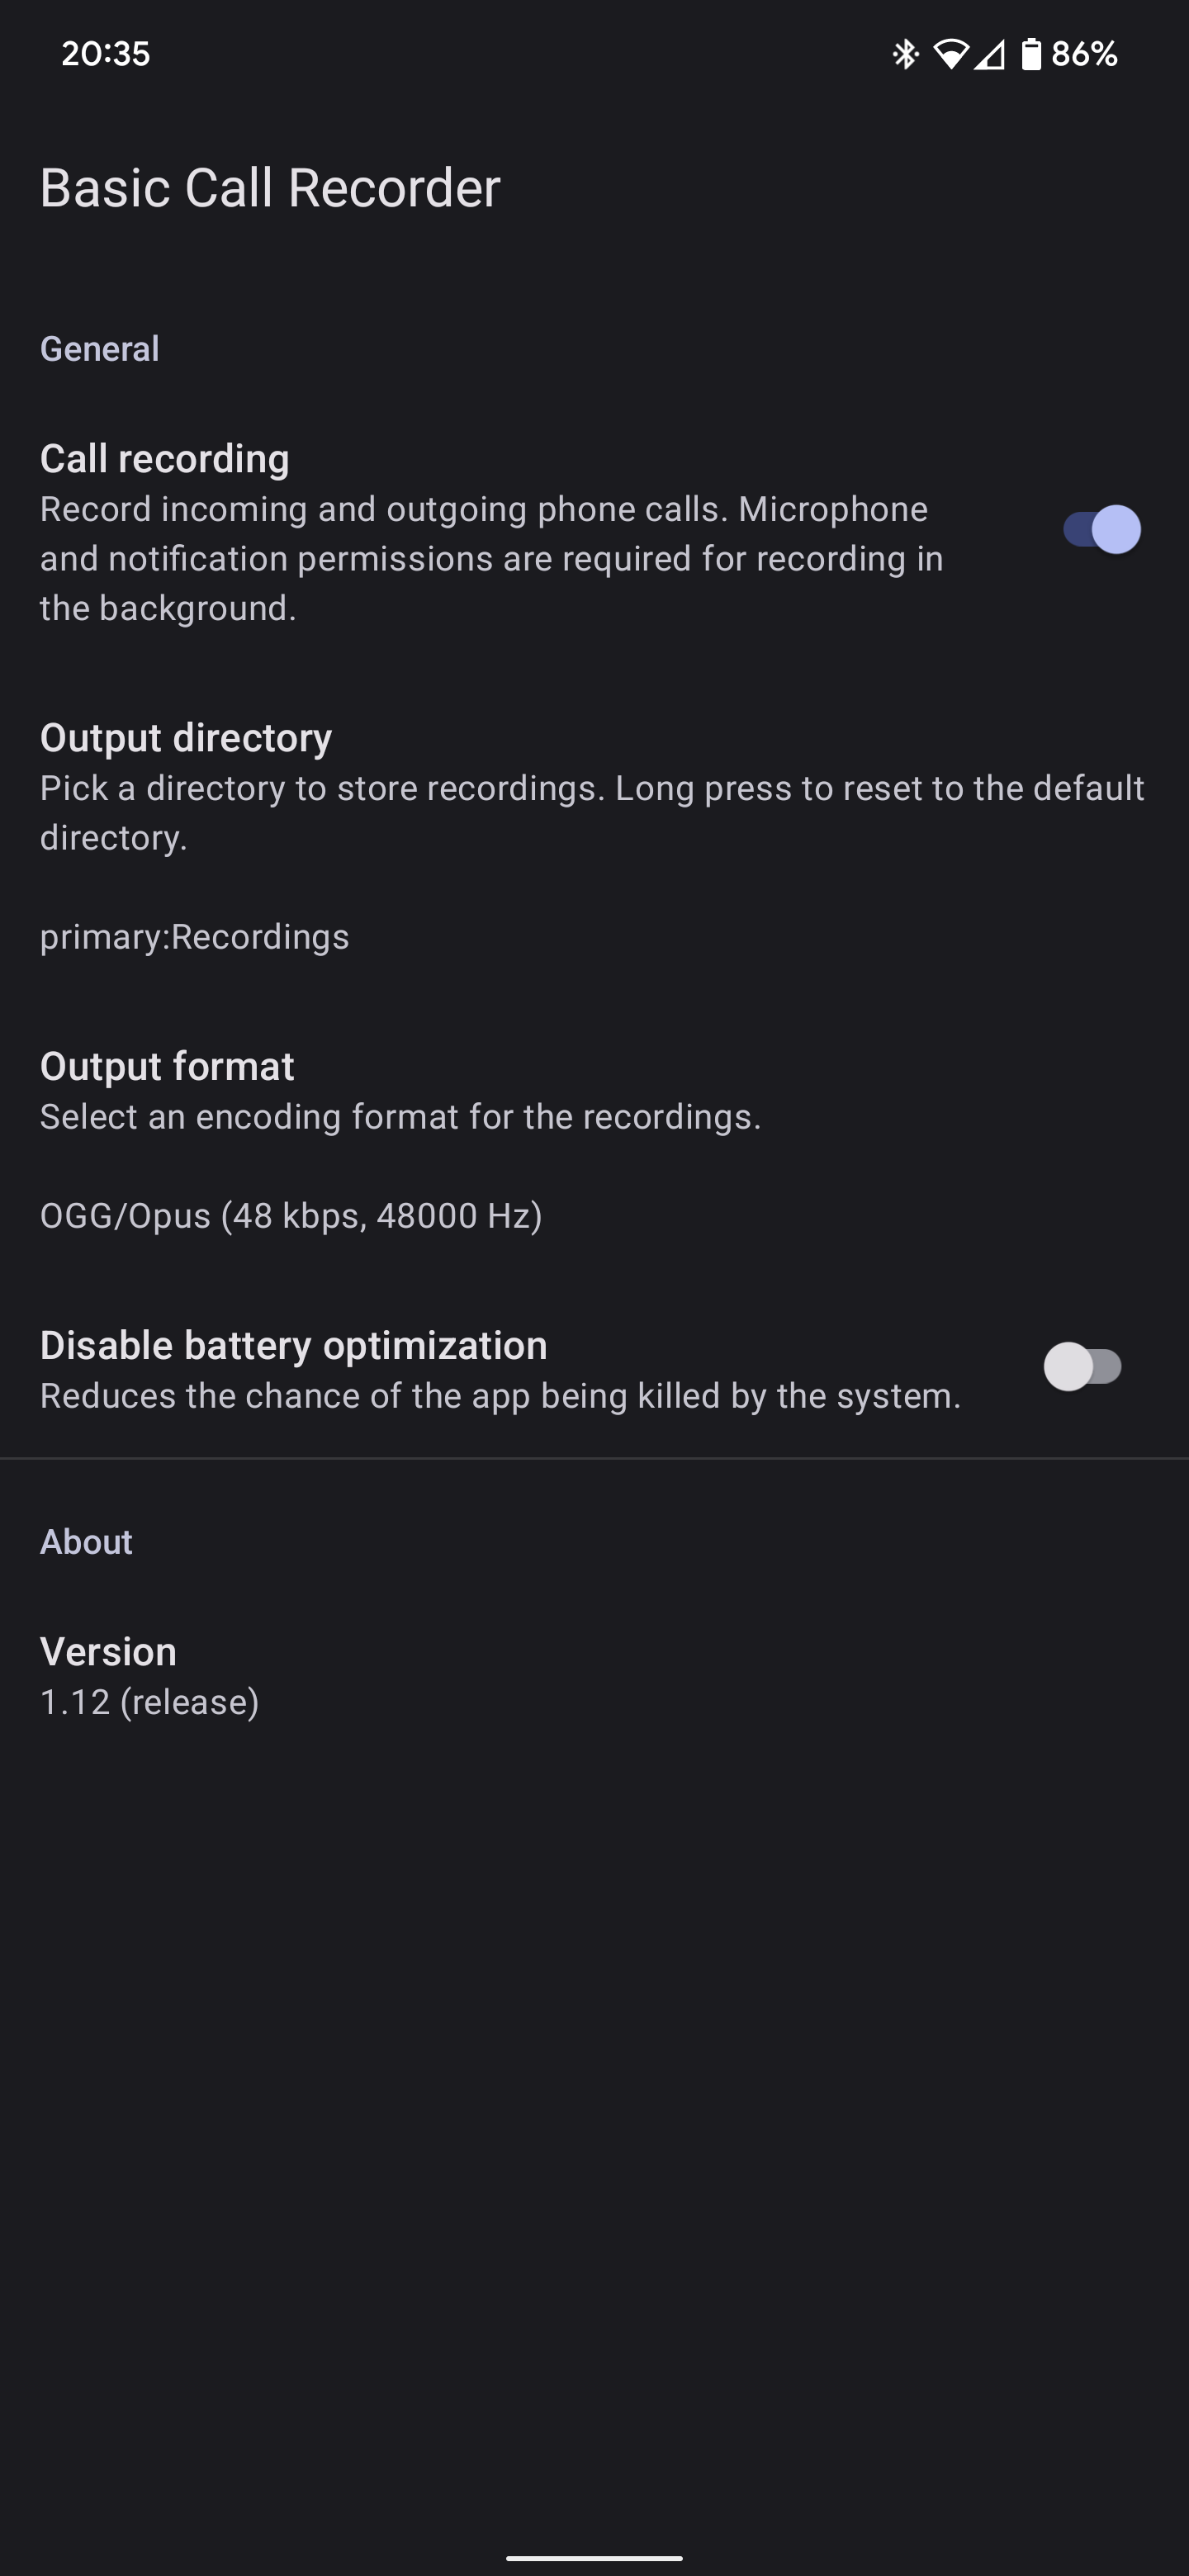 20:35
86%
Basic Call Recorder
General
Call recording
Record incoming and outgoing phone calls. Microphone
and notification permissions are required for recording in
the background.
Output directory
Pick a directory to store recordings. Long press to reset to the default
directory.
primary:Recordings
Output format
Select an encoding format for the recordings.
OGG/Opus (48 kbps, 48000 Hz)
Disable battery optimization
Reduces the chance of the app being killed by the system.
About
Version
1.12 (release)